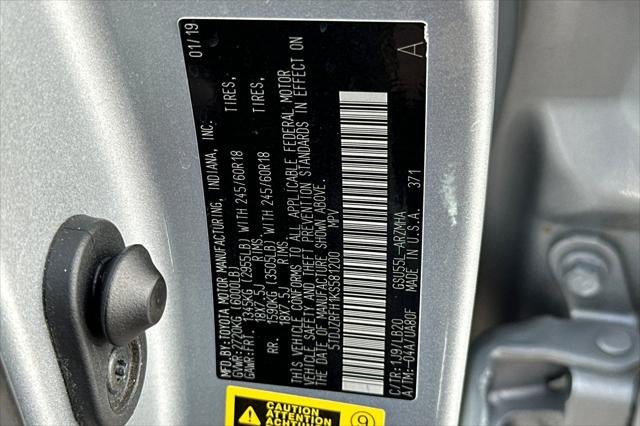 01/19
A
MFD.BY:TOYOTA MOTOR MANUFACTURING, INDIANA, INC.
GVWR:2720KG (6000LB)
GAWR:FRT. 1345KG (2955LB) WITH 245/60R18 TIRES,
18X7.5J RIMS
RR. 1590KG (3505LB) WITH 245/60R18 TIRES,
18X7.5J RIMS
THIS VEHICLE CONFORMS TO ALL APPLICABLE FEDERAL MOTOR
VEHICLE SAFETY AND THEFT PREVENTION STANDARDS IN EFFECT ON
THE DATE OF MANUFACTURE SHOWN ABOVE.
5TDJZRFH1KS581200 MPV
C/TR:1J9/LB20
A/TM:-04A/UA80F
GSU55L-ARZMHA
MADE IN U.S.A. 371
CAUTION
ATTENTION
ACHTUNG